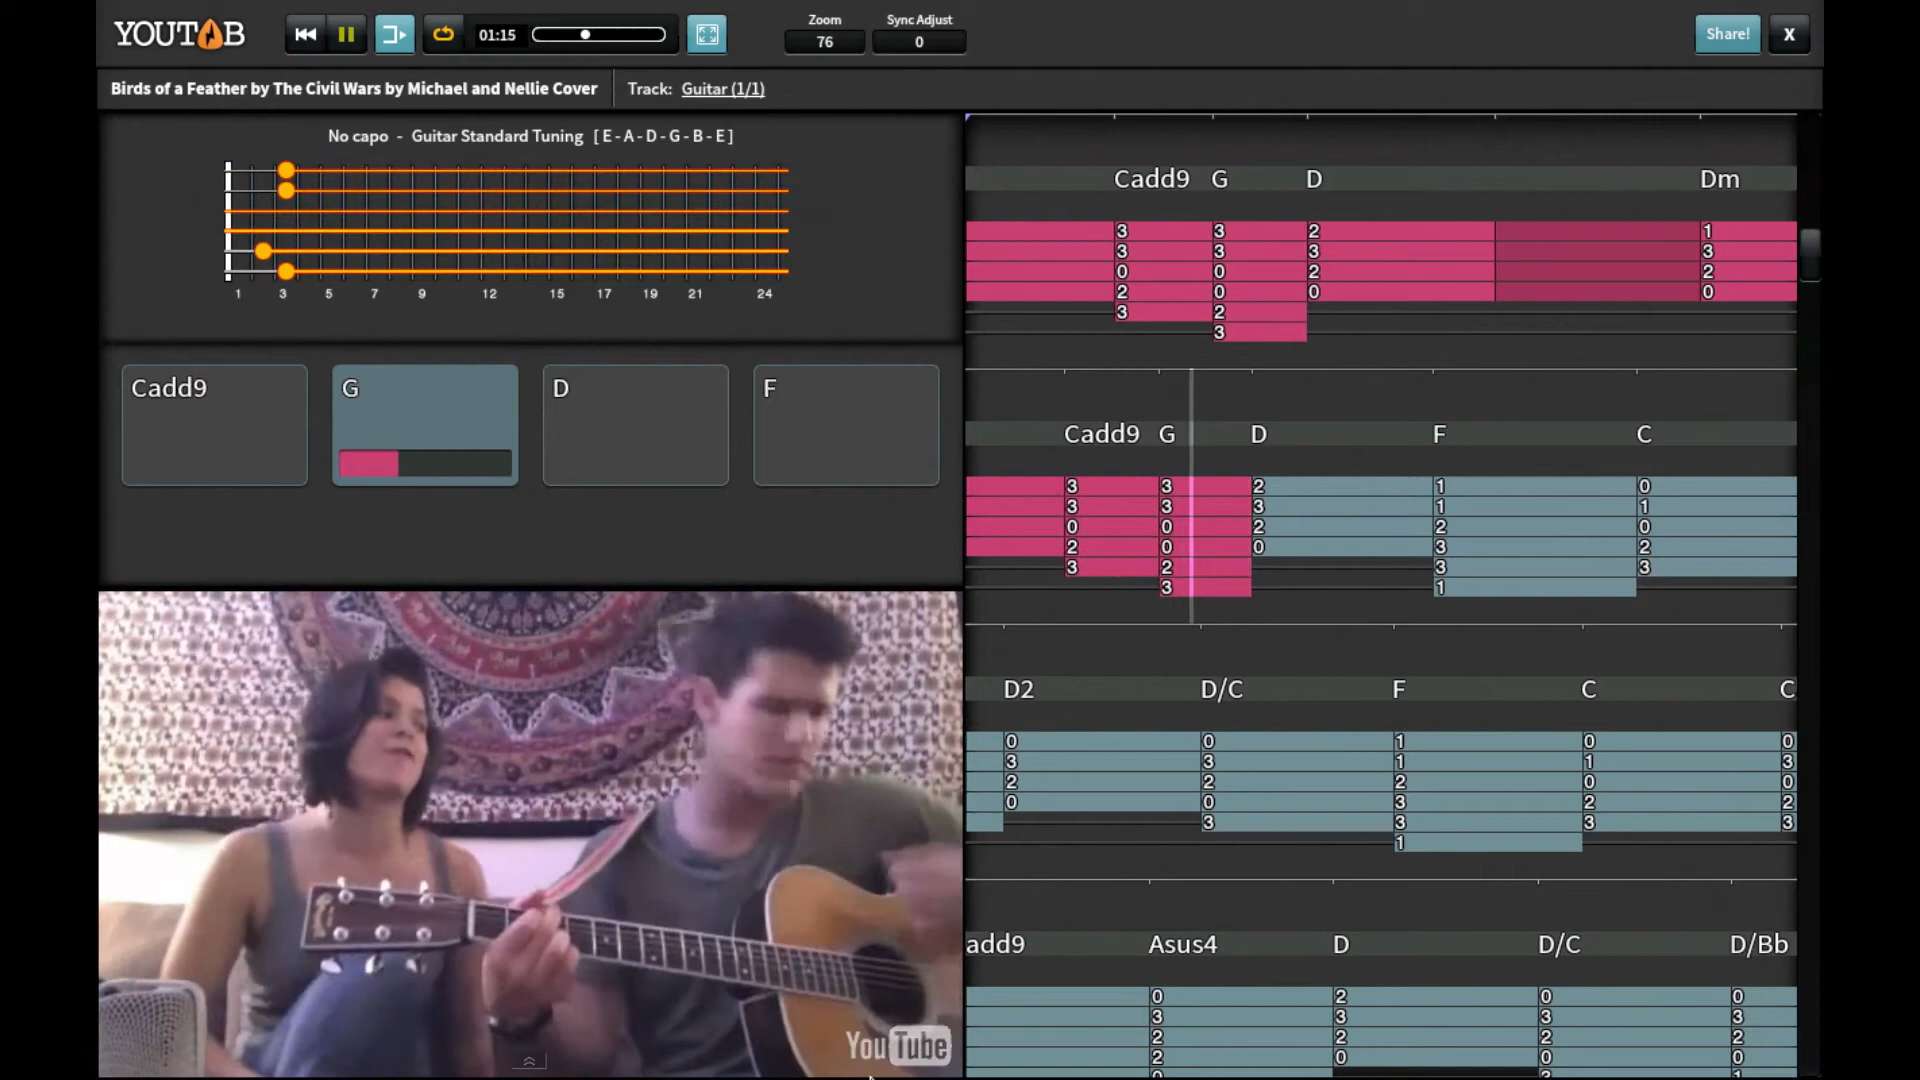 YOUTAB
01:15
Zoom
76
Sync Adjust
0
Share!
X
Birds of a Feather by The Civil Wars by Michael and Nellie Cover
Track: Guitar (1/1)
No capo - Guitar Standard Tuning [E-A-D-G-B-E]
1 3 5 7 9 12 15 17 19 21 24
Cadd9 G D F
YouTube
Cadd9 G D Dm
3 3 2 1
3 3 3 3
0 0 2 2
2 0 0 0
3 2
3
Cadd9 G D F C
3 3 2 1 0
3 3 3 1 1
0 0 2 2 0
2 0 0 3 2
3 2 3 3
3 1
D2 D/C F C C
0 0 1 0 0
3 3 1 1 3
2 2 2 0 0
0 0 3 2 2
3 3 3 3
1
add9 Asus4 D D/C D/Bb
0 2 0 0
3 3 3 3
2 2 2 2
2 0 0 0